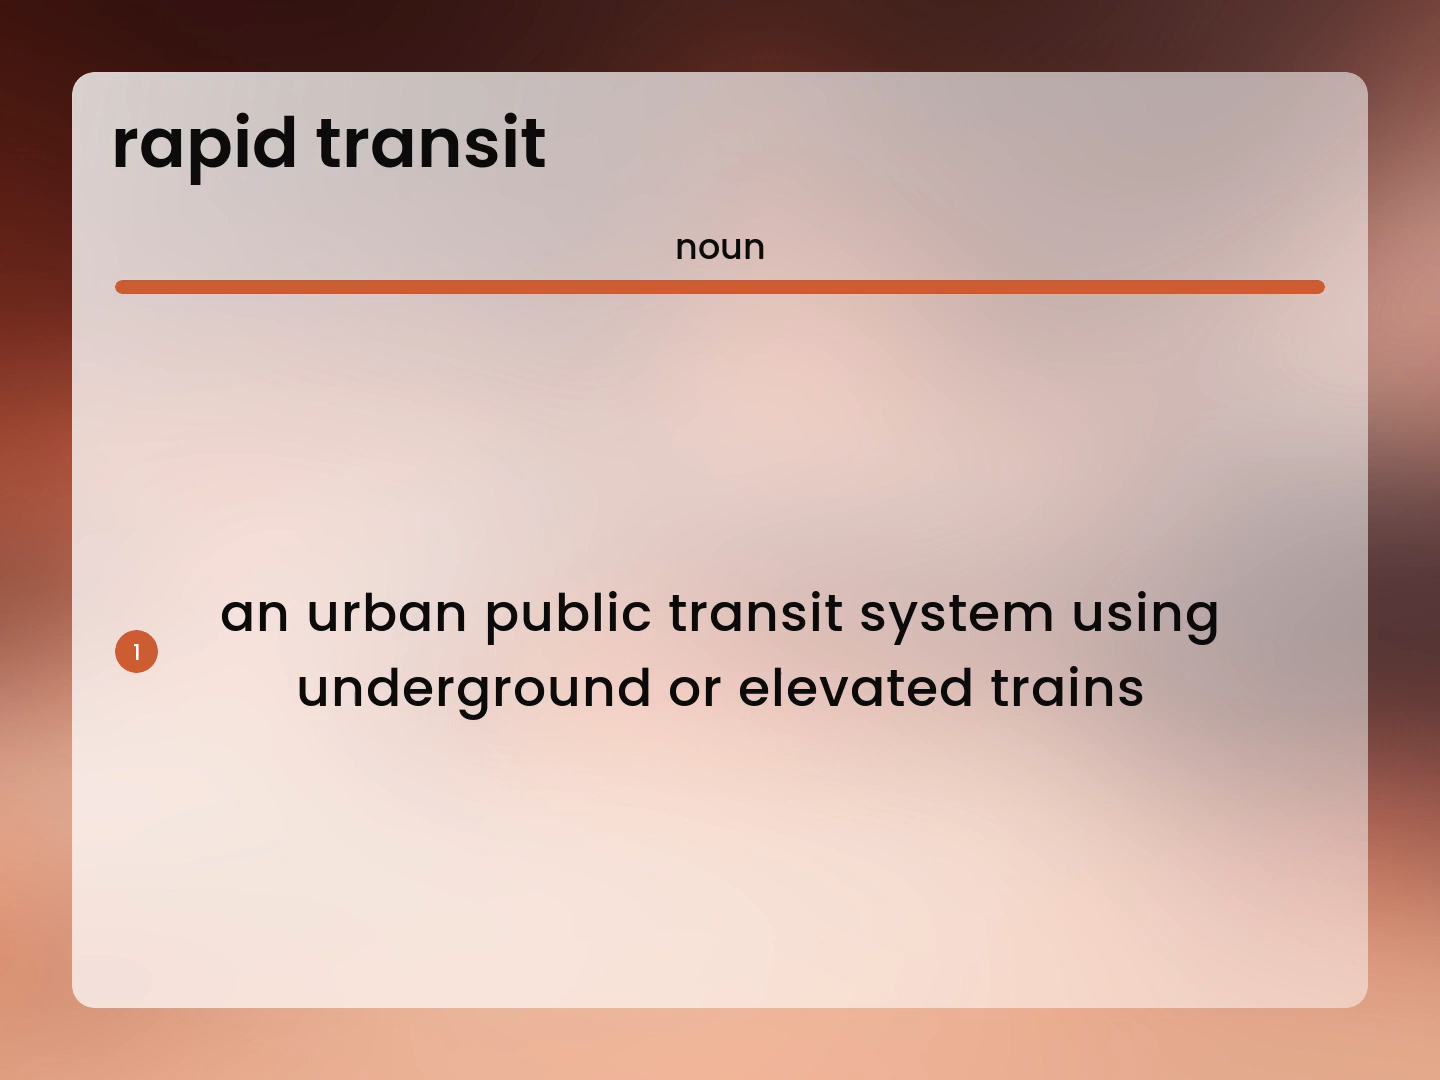 rapid transit
noun
1
an urban public transit system using
underground or elevated trains